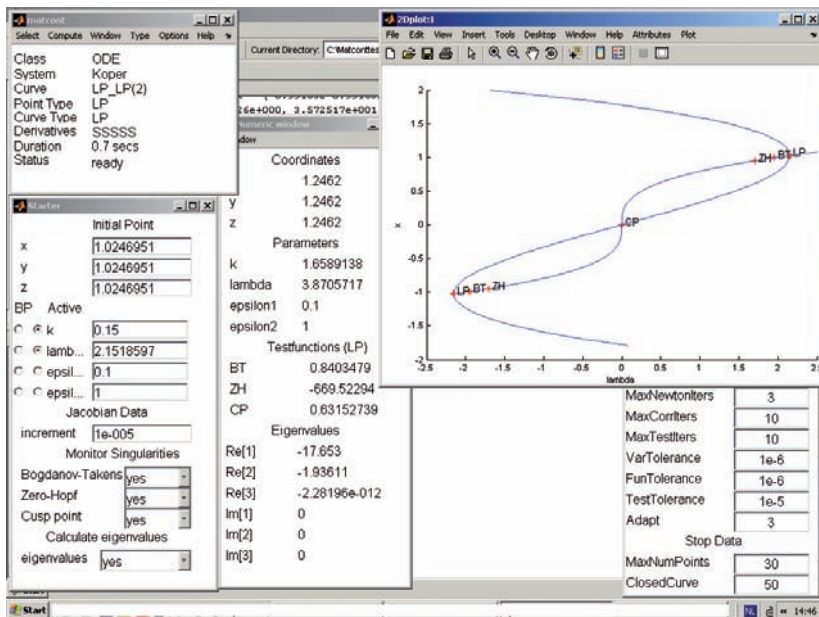 matcont
Select Compute Window Type Options Help
Class ODE
System Koper
Curve LP_LP(2)
Point Type LP
Curve Type LP
Derivatives SSSSS
Duration 0.7 secs
Status ready
Current Directory: C:\Matcont\tes
26e+000, 3.572517e+001
Starter
Initial Point
x 1.0246951
y 1.0246951
z 1.0246951
BP Active
k 0.15
lamb... 2.1518597
epsil... 0.1
epsil... 1
Jacobian Data
increment 1e-005
Monitor Singularities
Bogdanov-Takens yes
Zero-Hopf yes
Cusp point yes
Calculate eigenvalues
eigenvalues yes
umeric window
ndow
Coordinates
1.2462
y 1.2462
z 1.2462
Parameters
k 1.6589138
lambda 3.8705717
epsilon1 0.1
epsilon2 1
Testfunctions (LP)
BT 0.8403479
ZH -669.52294
CP 0.63152739
Eigenvalues
Re[1] -17.653
Re[2] -1.93611
Re[3] -2.28196e-012
Im[1] 0
Im[2] 0
Im[3] 0
2Dplot:1
File Edit View Insert Tools Desktop Window Help Attributes Plot
2
1.5
1
0.5
0
-0.5
-1
-1.5
-2
x
ZH BT LP
CP
LP BT ZH
-2.5 -2 -1.5 -1 -0.5 0 0.5 1 1.5 2 2.5
lambda
MaxNewtonIters 3
MaxCorrIters 10
MaxTestIters 10
VarTolerance 1e-6
FunTolerance 1e-6
TestTolerance 1e-5
Adapt 3
Stop Data
MaxNumPoints 30
ClosedCurve 50
Start
NL
14:46